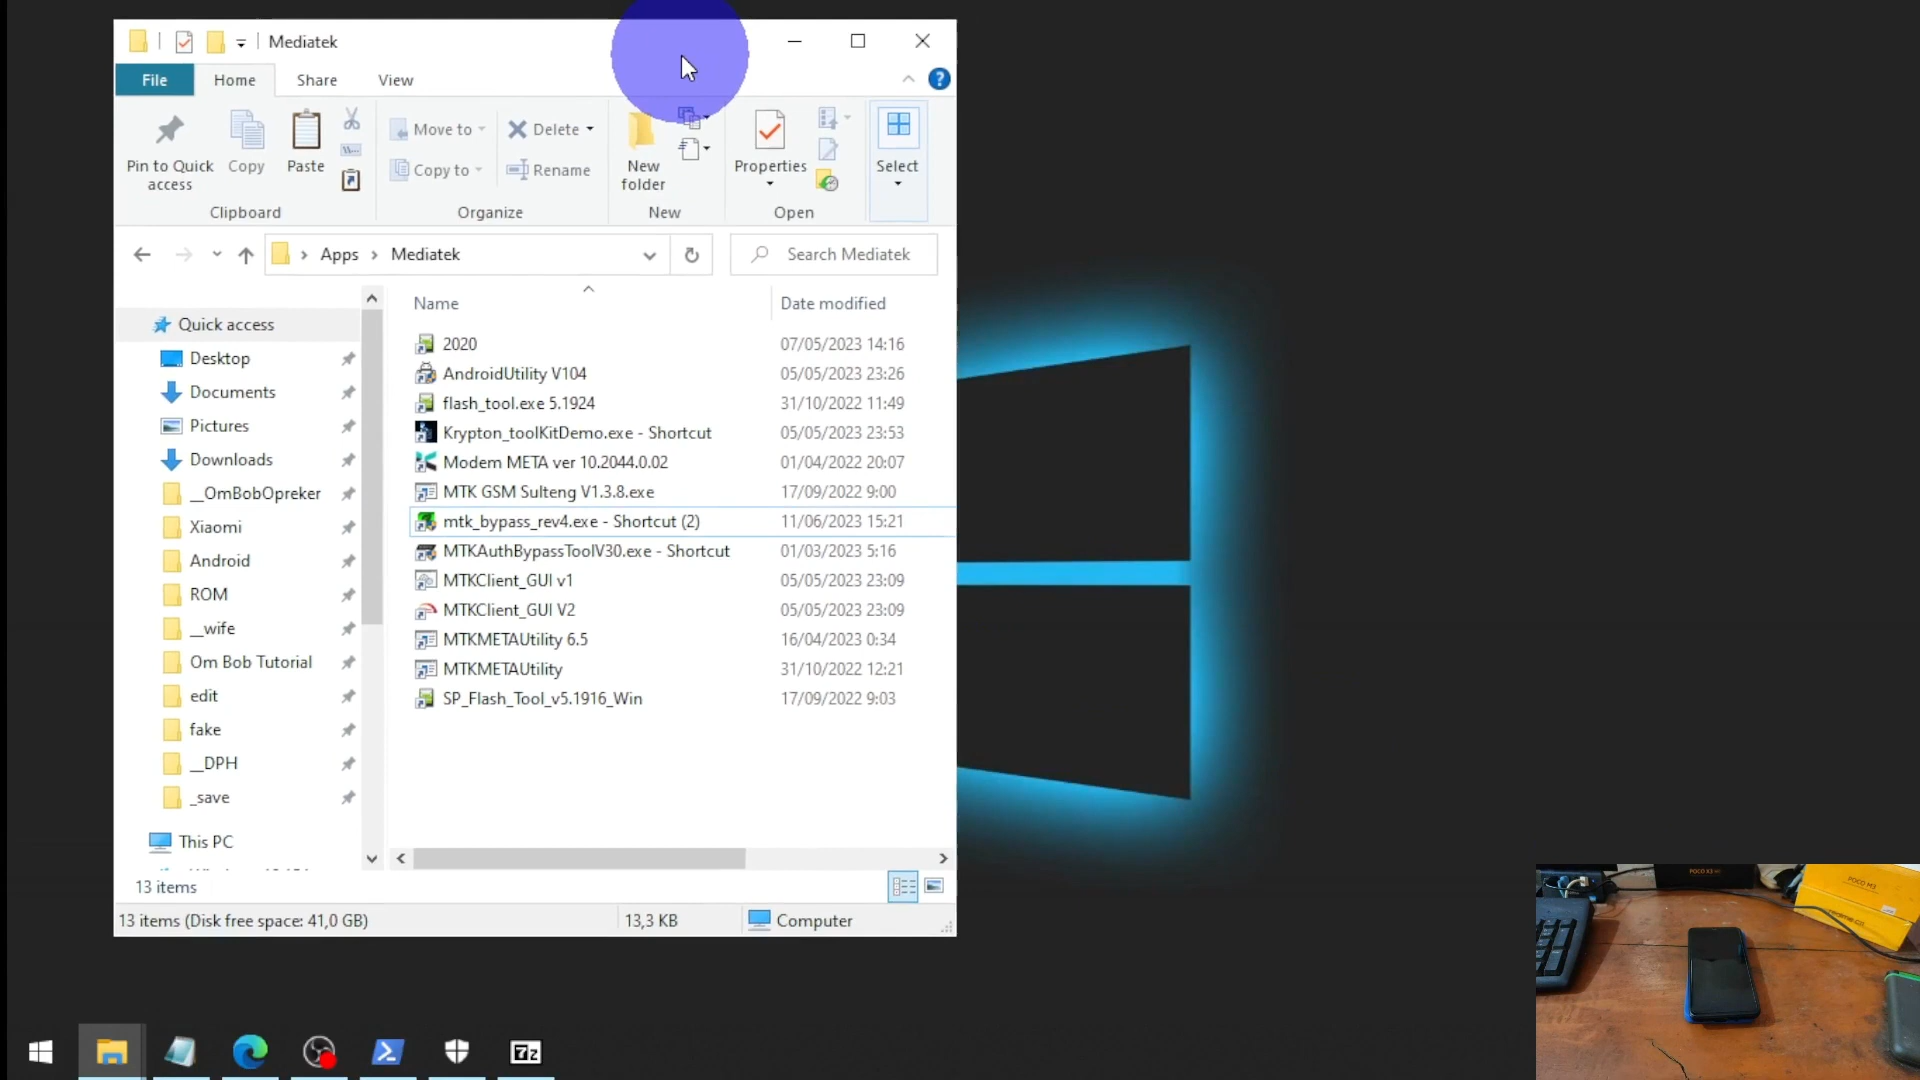 Mediatek
File
Home
Share
View
Pin to Quick
access
Copy
Paste
Move to
Copy to
Delete
Rename
New
folder
Properties
Select
Clipboard
Organize
New
Open
Apps
Mediatek
Search Mediatek
Name
Date modified
Quick access
Desktop
Documents
Pictures
Downloads
__OmBobOpreker
Xiaomi
Android
ROM
__wife
Om Bob Tutorial
edit
fake
__DPH
_save
This PC
2020 07/05/2023 14:16
AndroidUtility V104 05/05/2023 23:26
flash_tool.exe 5.1924 31/10/2022 11:49
Krypton_toolKitDemo.exe - Shortcut 05/05/2023 23:53
Modem META ver 10.2044.0.02 01/04/2022 20:07
MTK GSM Sulteng V1.3.8.exe 17/09/2022 9:00
mtk_bypass_rev4.exe - Shortcut (2) 11/06/2023 15:21
MTKAuthBypassToolV30.exe - Shortcut 01/03/2023 5:16
MTKClient_GUI v1 05/05/2023 23:09
MTKClient_GUI V2 05/05/2023 23:09
MTKMETAUtility 6.5 16/04/2023 0:34
MTKMETAUtility 31/10/2022 12:21
SP_Flash_Tool_v5.1916_Win 17/09/2022 9:03
13 items
13 items (Disk free space: 41,0 GB)
13,3 KB
Computer
7z
POCO M3